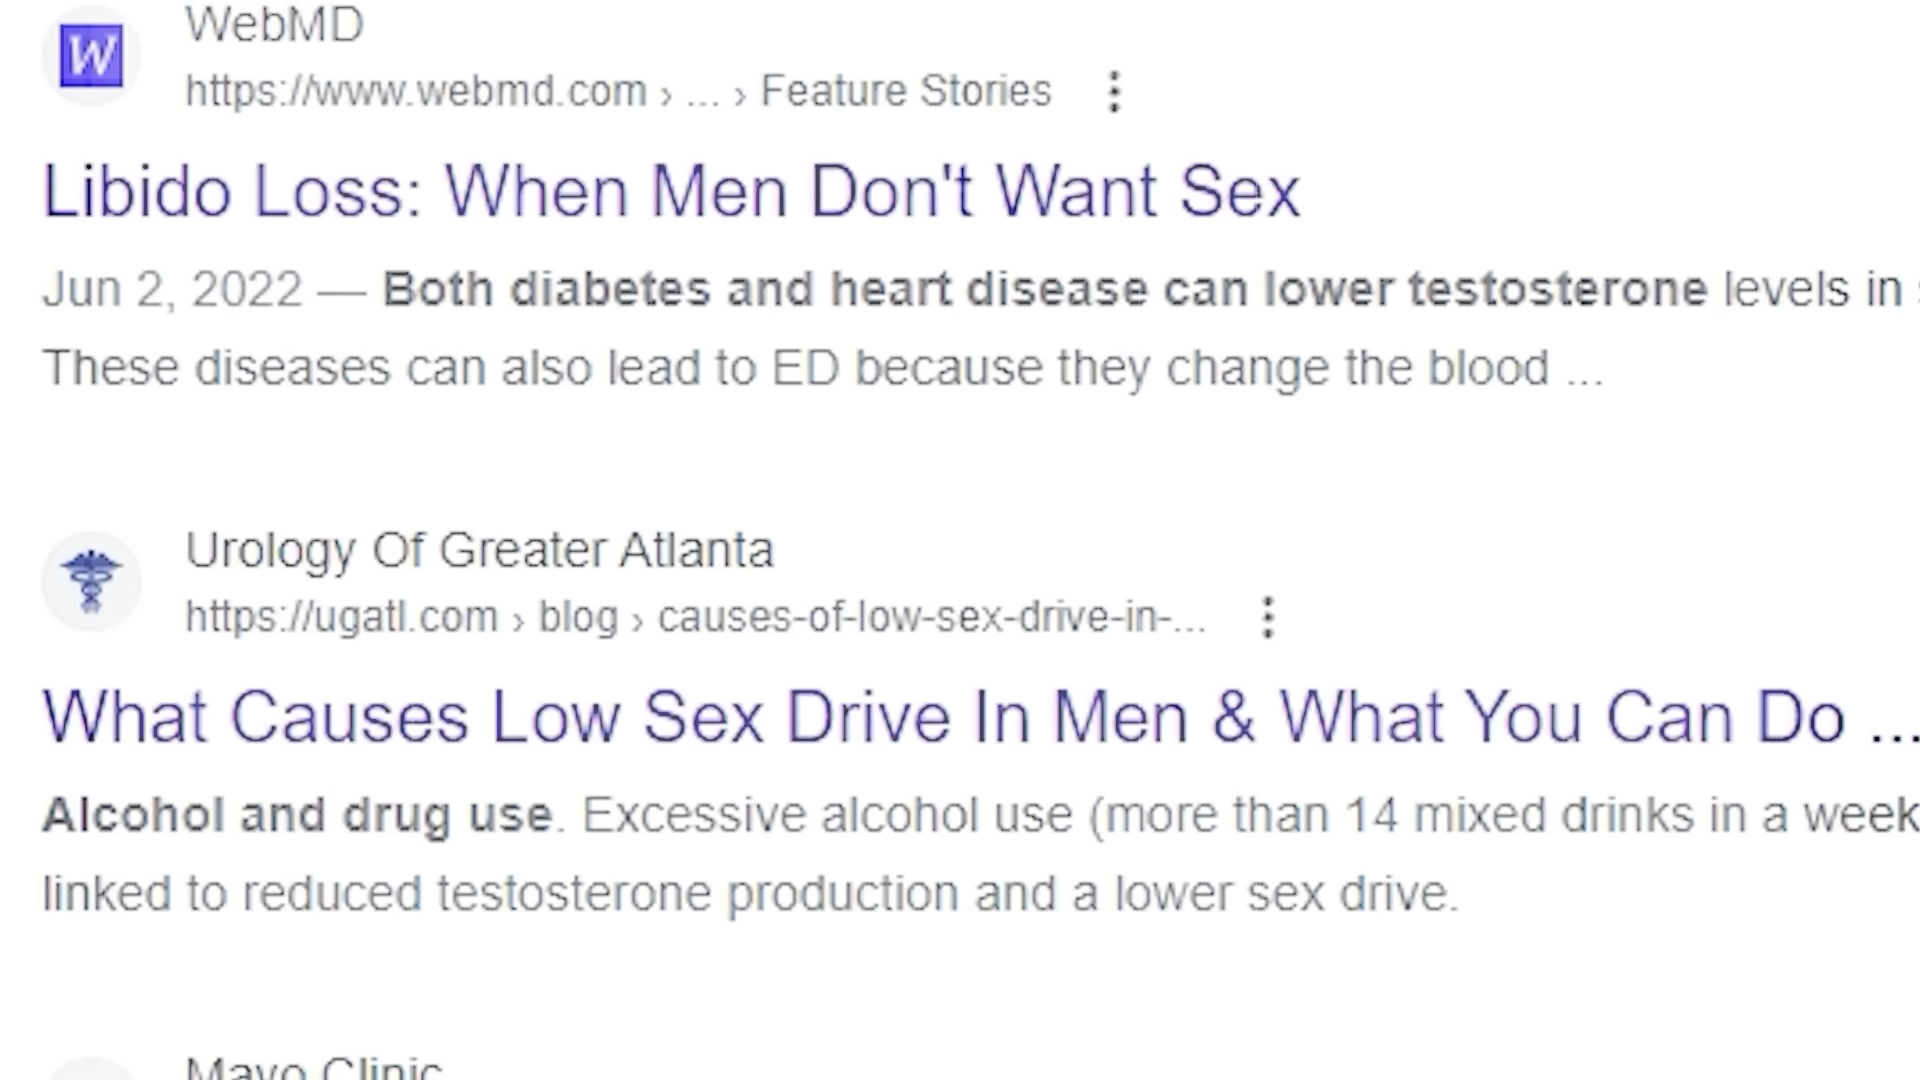 WebMD
https://www.webmd.com › ... › Feature Stories
Libido Loss: When Men Don't Want Sex
Jun 2, 2022 — Both diabetes and heart disease can lower testosterone levels in
These diseases can also lead to ED because they change the blood ...
Urology Of Greater Atlanta
https://ugatl.com › blog › causes-of-low-sex-drive-in-...
What Causes Low Sex Drive In Men & What You Can Do ...
Alcohol and drug use. Excessive alcohol use (more than 14 mixed drinks in a week
linked to reduced testosterone production and a lower sex drive.
Mayo Clinic